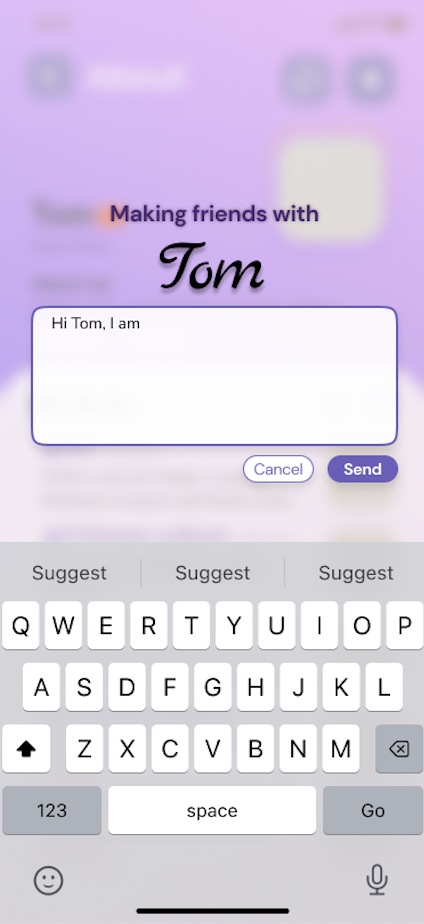 Making friends with
Tom
Hi Tom, I am
Cancel
Send
Suggest
Suggest
Suggest
Q W E R T Y U I O P
A S D F G H J K L
Z X C V B N M
123
space
Go